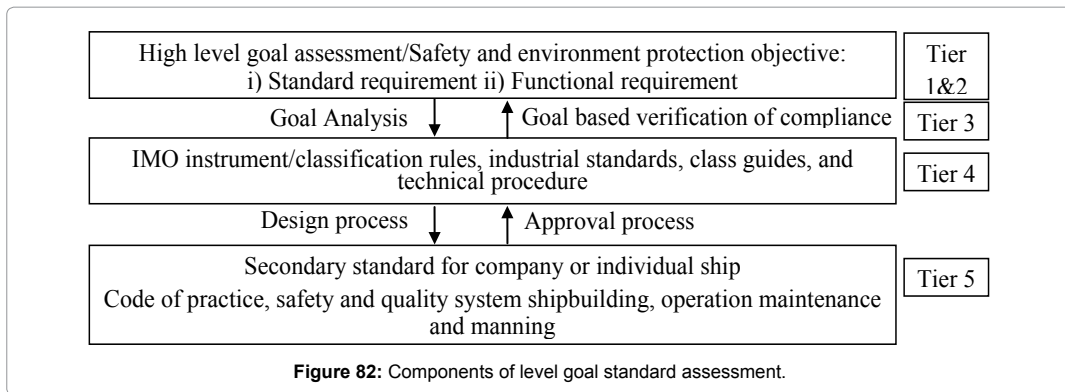 High level goal assessment/Safety and environment protection objective:
i) Standard requirement ii) Functional requirement
Tier
1&2
Goal Analysis
Goal based verification of compliance
Tier 3
IMO instrument/classification rules, industrial standards, class guides, and
technical procedure
Tier 4
Design process
Approval process
Secondary standard for company or individual ship
Code of practice, safety and quality system shipbuilding, operation maintenance
and manning
Tier 5
Figure 82: Components of level goal standard assessment.